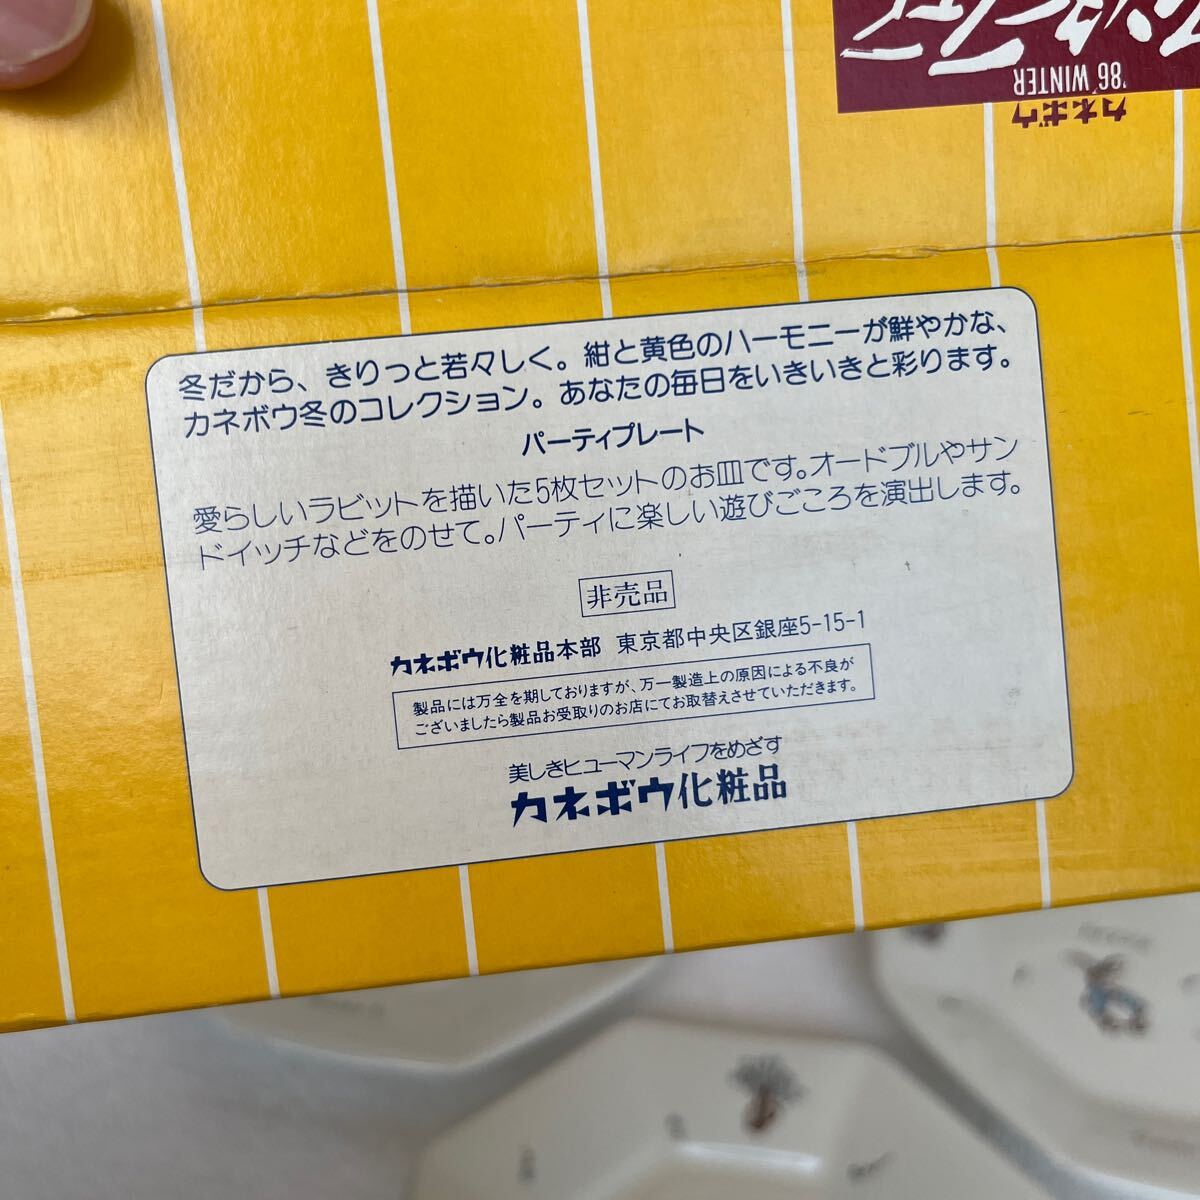 '86 WINTER
カネボウ
冬だから、きりっと若々しく。紺と黄色のハーモニーが鮮やかな、
カネボウ冬のコレクション。あなたの毎日をいきいきと彩ります。
パーティプレート
愛らしいラビットを描いた5枚セットのお皿です。オードブルやサン
ドイッチなどをのせて。パーティに楽しい遊びごころを演出します。
非売品
カネボウ化粧品本部 東京都中央区銀座5-15-1
製品には万全を期しておりますが、万一製造上の原因による不良が
ございましたら製品お受取りのお店にてお取替えさせていただきます。
美しきヒューマンライフをめざす
カネボウ化粧品